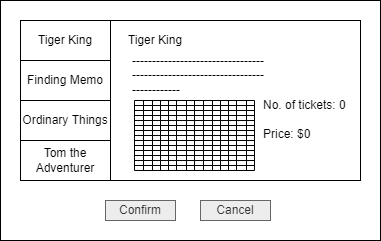 Tiger King
Finding Memo
Ordinary Things
Tom the
Adventurer
Tiger King
No. of tickets: 0
Price: $0
Confirm
Cancel